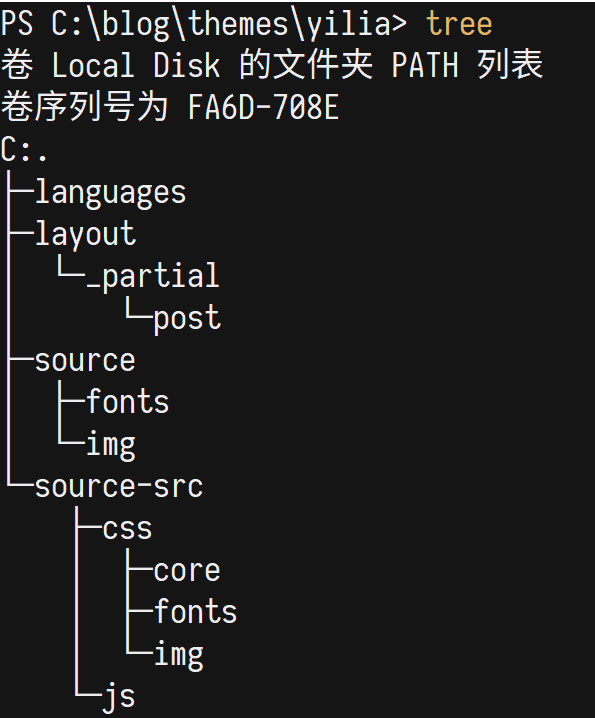 PS C:\blog\themes\yilia> tree
卷 Local Disk 的文件夹 PATH 列表
卷序列号为 FA6D-708E
C:.
├─languages
├─layout
│  └─_partial
│      └─post
├─source
│  ├─fonts
│  └─img
└─source-src
    ├─css
    │  ├─core
    │  ├─fonts
    │  └─img
    └─js